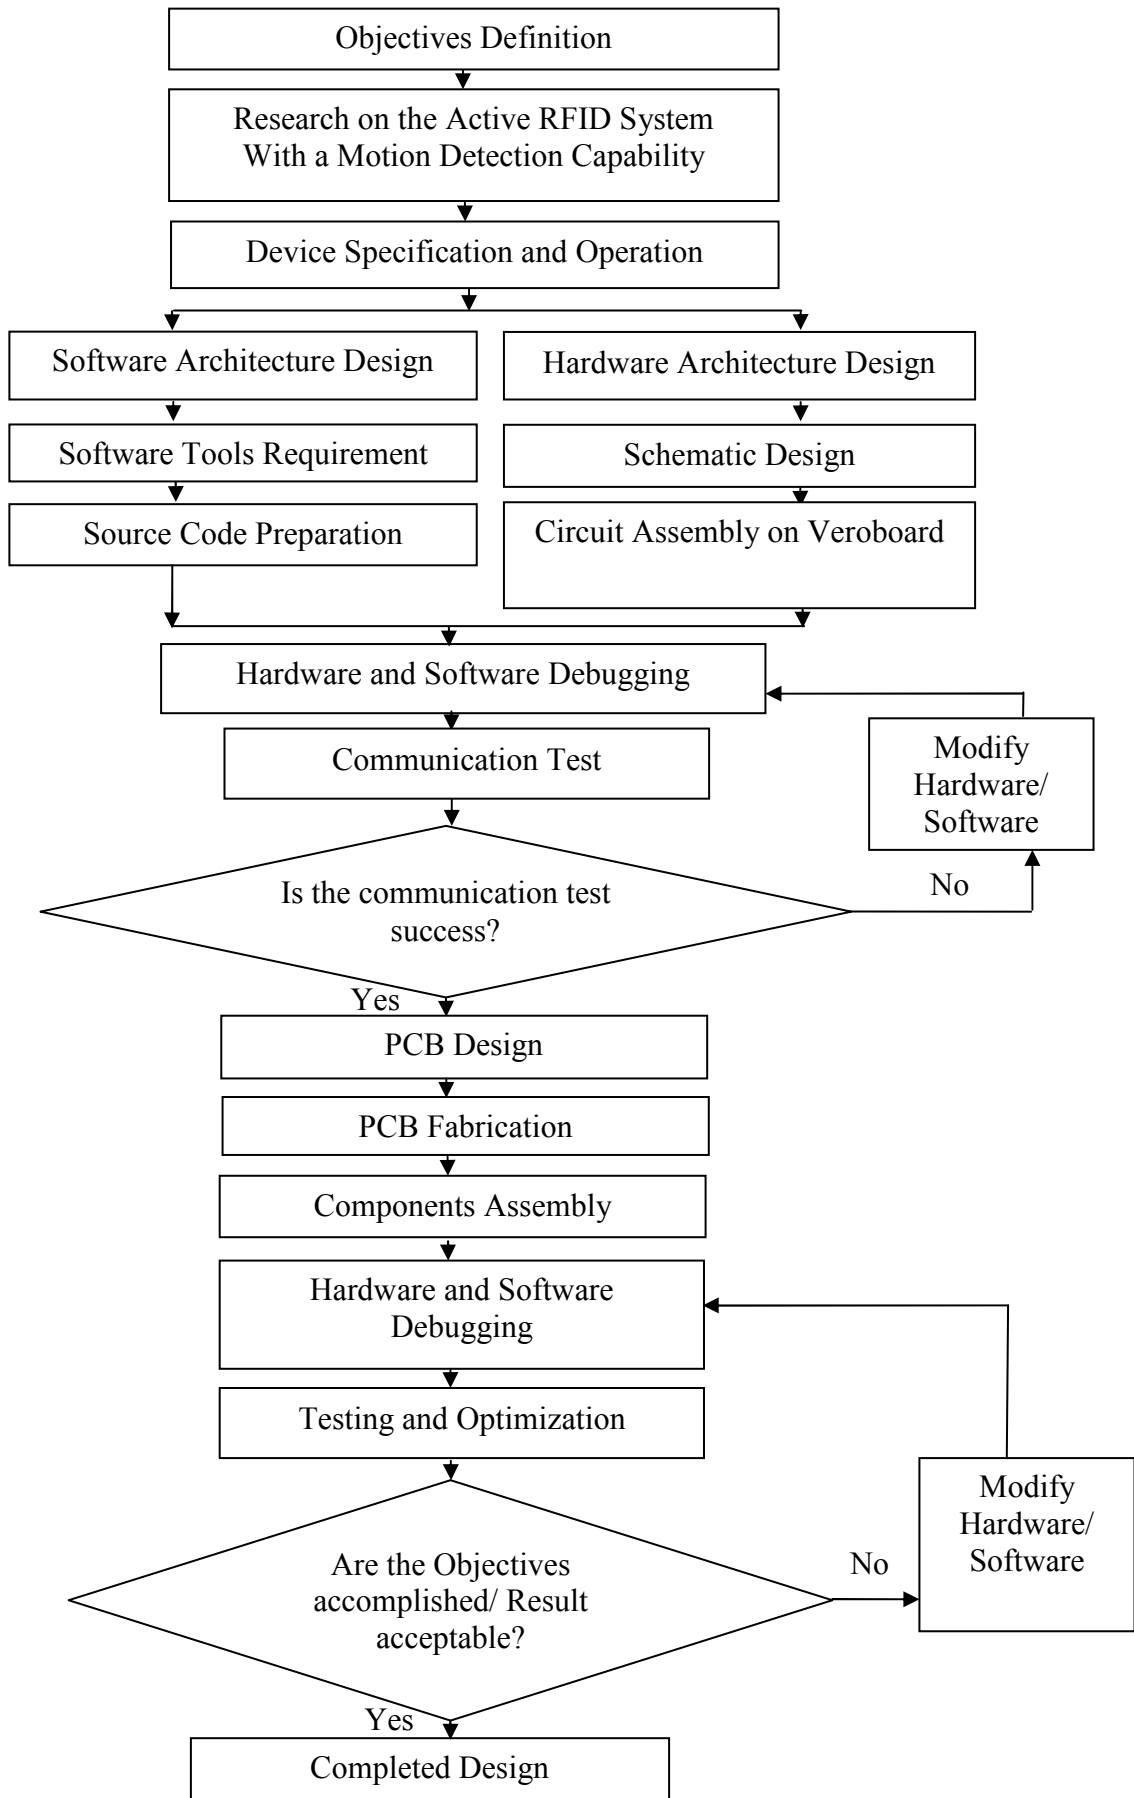 Objectives Definition
Research on the Active RFID System
With a Motion Detection Capability
Device Specification and Operation
Software Architecture Design
Hardware Architecture Design
Software Tools Requirement
Schematic Design
Source Code Preparation
Circuit Assembly on Veroboard
Hardware and Software Debugging
Communication Test
Modify
Hardware/
Software
Is the communication test
success?
No
Yes
PCB Design
PCB Fabrication
Components Assembly
Hardware and Software
Debugging
Testing and Optimization
Modify
Hardware/
Software
Are the Objectives
accomplished/ Result
acceptable?
No
Yes
Completed Design